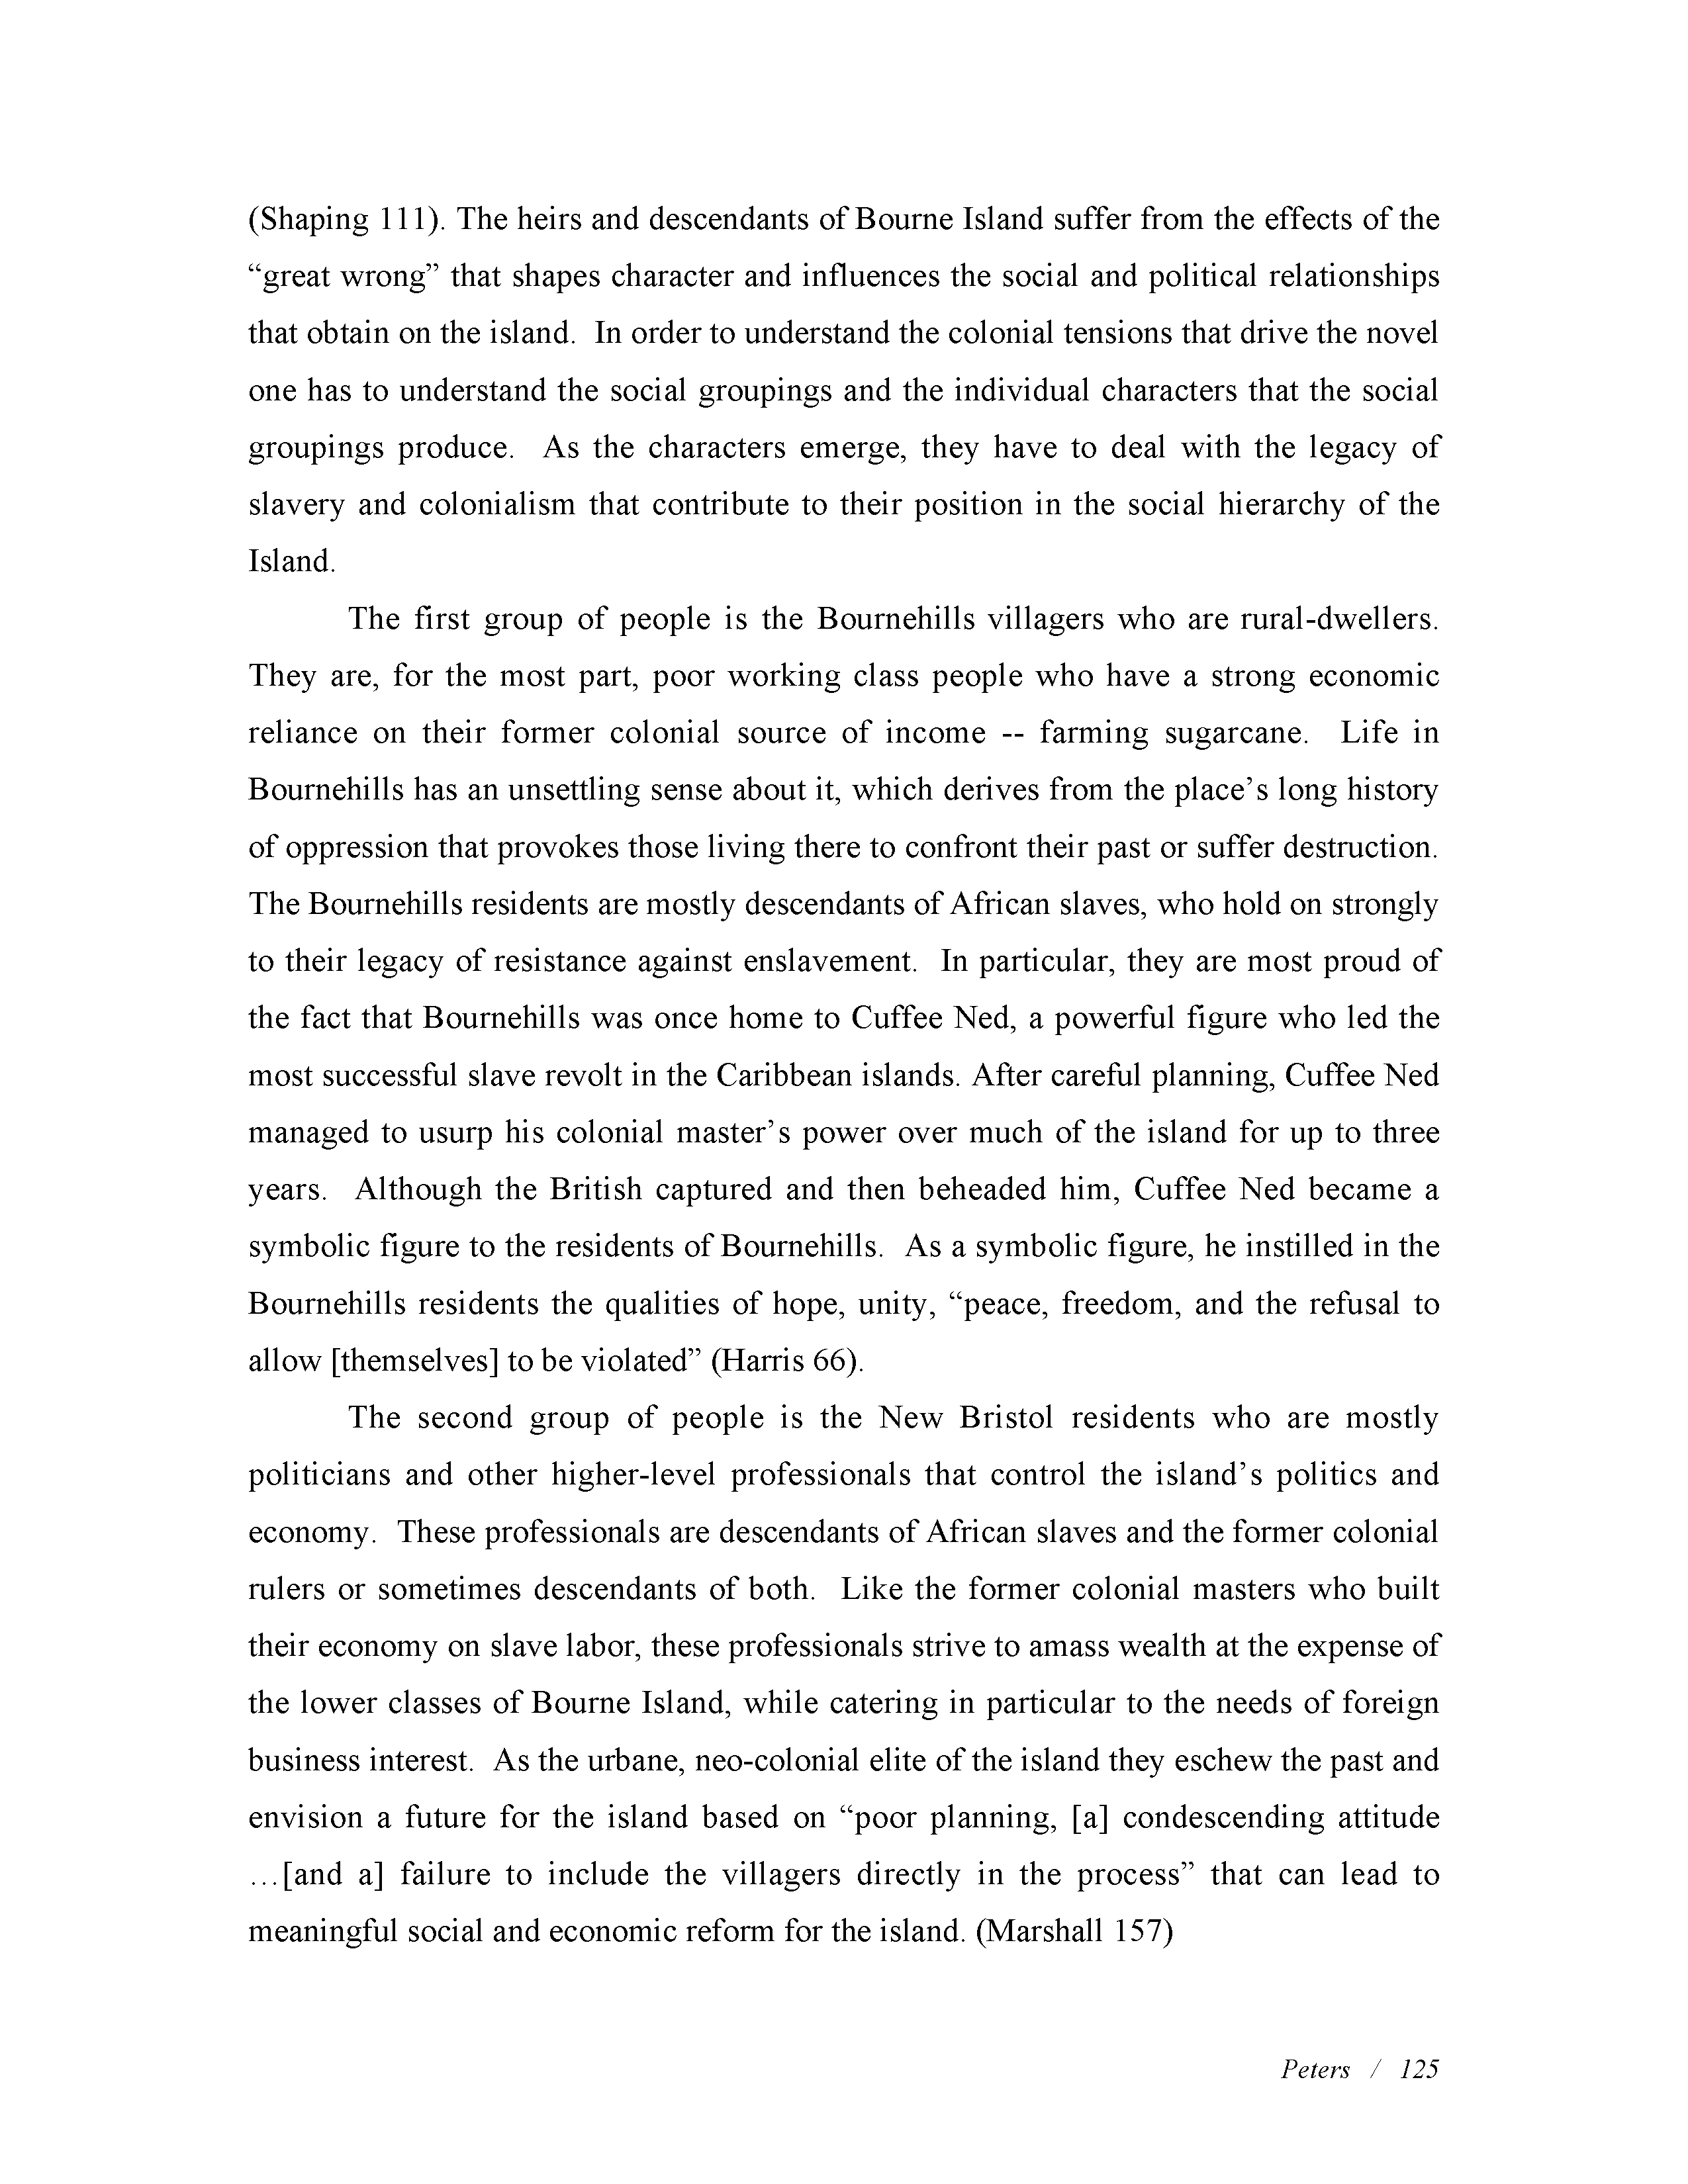 (Shaping 111). The heirs and descendants of Bourne Island suffer from the effects of the
“great wrong” that shapes character and influences the social and political relationships
that obtain on the island.  In order to understand the colonial tensions that drive the novel
one has to understand the social groupings and the individual characters that the social
groupings produce.  As the characters emerge, they have to deal with the legacy of
slavery and colonialism that contribute to their position in the social hierarchy of the
Island.
The first group of people is the Bournehills villagers who are rural-dwellers.
They are, for the most part, poor working class people who have a strong economic
reliance on their former colonial source of income -- farming sugarcane.  Life in
Bournehills has an unsettling sense about it, which derives from the place’s long history
of oppression that provokes those living there to confront their past or suffer destruction.
The Bournehills residents are mostly descendants of African slaves, who hold on strongly
to their legacy of resistance against enslavement.  In particular, they are most proud of
the fact that Bournehills was once home to Cuffee Ned, a powerful figure who led the
most successful slave revolt in the Caribbean islands. After careful planning, Cuffee Ned
managed to usurp his colonial master’s power over much of the island for up to three
years.  Although the British captured and then beheaded him, Cuffee Ned became a
symbolic figure to the residents of Bournehills.  As a symbolic figure, he instilled in the
Bournehills residents the qualities of hope, unity, “peace, freedom, and the refusal to
allow [themselves] to be violated” (Harris 66).
The second group of people is the New Bristol residents who are mostly
politicians and other higher-level professionals that control the island’s politics and
economy.  These professionals are descendants of African slaves and the former colonial
rulers or sometimes descendants of both.  Like the former colonial masters who built
their economy on slave labor, these professionals strive to amass wealth at the expense of
the lower classes of Bourne Island, while catering in particular to the needs of foreign
business interest.  As the urbane, neo-colonial elite of the island they eschew the past and
envision a future for the island based on “poor planning, [a] condescending attitude
…[and a] failure to include the villagers directly in the process” that can lead to
meaningful social and economic reform for the island. (Marshall 157)
Peters / 125